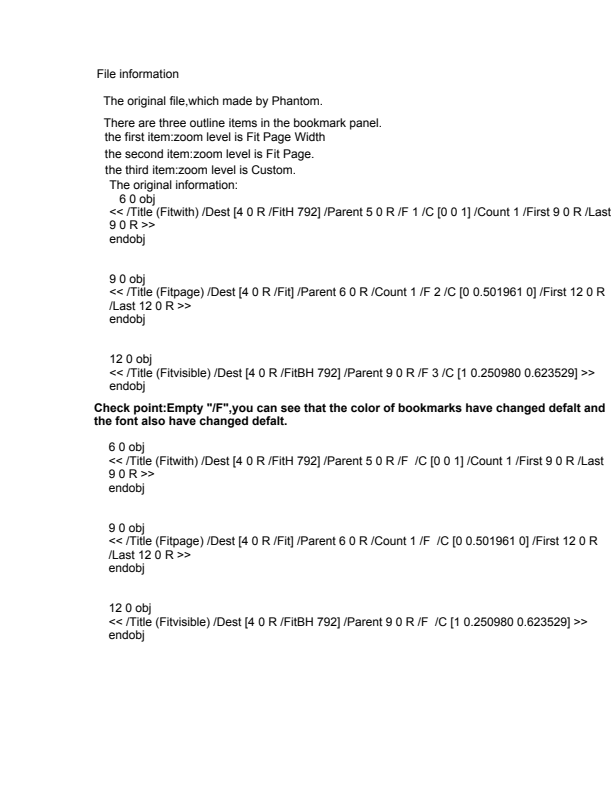 File information
The original file,which made by Phantom.
There are three outline items in the bookmark panel.
the first item:zoom level is Fit Page Width
the second item:zoom level is Fit Page.
the third item:zoom level is Custom.
The original information:
6 0 obj
<< /Title (Fitwith) /Dest [4 0 R /FitH 792] /Parent 5 0 R /F 1 /C [0 0 1] /Count 1 /First 9 0 R /Last
9 0 R >>
endobj
9 0 obj
<< /Title (Fitpage) /Dest [4 0 R /Fit] /Parent 6 0 R /Count 1 /F 2 /C [0 0.501961 0] /First 12 0 R
/Last 12 0 R >>
endobj
12 0 obj
<< /Title (Fitvisible) /Dest [4 0 R /FitBH 792] /Parent 9 0 R /F 3 /C [1 0.250980 0.623529] >>
endobj
Check point:Empty "/F",you can see that the color of bookmarks have changed defalt and
the font also have changed defalt.
6 0 obj
<< /Title (Fitwith) /Dest [4 0 R /FitH 792] /Parent 5 0 R /F  /C [0 0 1] /Count 1 /First 9 0 R /Last
9 0 R >>
endobj
9 0 obj
<< /Title (Fitpage) /Dest [4 0 R /Fit] /Parent 6 0 R /Count 1 /F  /C [0 0.501961 0] /First 12 0 R
/Last 12 0 R >>
endobj
12 0 obj
<< /Title (Fitvisible) /Dest [4 0 R /FitBH 792] /Parent 9 0 R /F  /C [1 0.250980 0.623529] >>
endobj